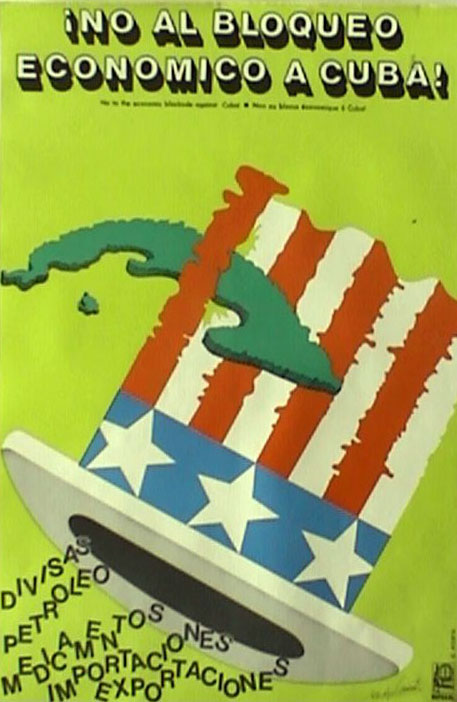 ¡NO AL BLOQUEO
ECONOMICO A CUBA!
No to the economic blockade against Cuba! ■ Non au blocus économique à Cuba!
DIVISAS
PETROLEO
MEDICAMENTOS
IMPORTACIONES
EXPORTACIONES